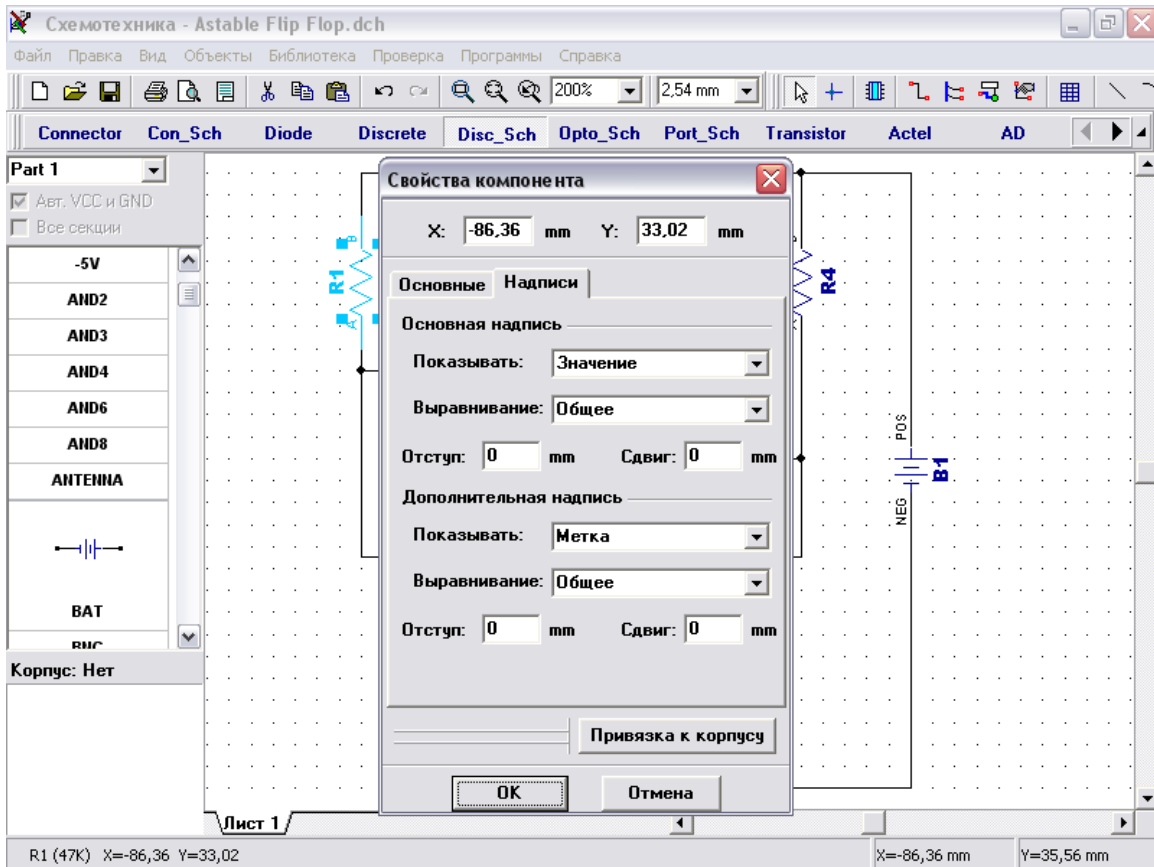 Схемотехника - Astable Flip Flop.dch
Файл Правка Вид Объекты Библиотека Проверка Программы Справка
200% 2,54 mm
Connector Con_Sch Diode Discrete Disc_Sch Opto_Sch Port_Sch Transistor Actel AD
Part 1
Авт. VCC и GND
Все секции
-5V
AND2
AND3
AND4
AND6
AND8
ANTENNA
BAT
BNC
Корпус: Нет
B
R1
A
Свойства компонента
X: -86,36 mm Y: 33,02 mm
Основные Надписи
Основная надпись
Показывать: Значение
Выравнивание: Общее
Отступ: 0 mm Сдвиг: 0 mm
Дополнительная надпись
Показывать: Метка
Выравнивание: Общее
Отступ: 0 mm Сдвиг: 0 mm
Привязка к корпусу
OK Отмена
R4
POS
B1
NEG
Лист 1
R1 (47K) X=-86,36 Y=33,02 X=-86,36 mm Y=35,56 mm